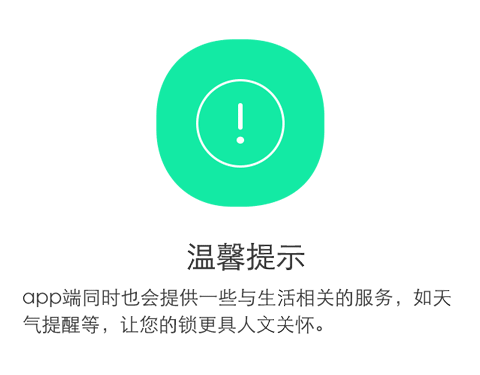 温馨提示
app端同时也会提供一些与生活相关的服务，如天
气提醒等，让您的锁更具人文关怀。